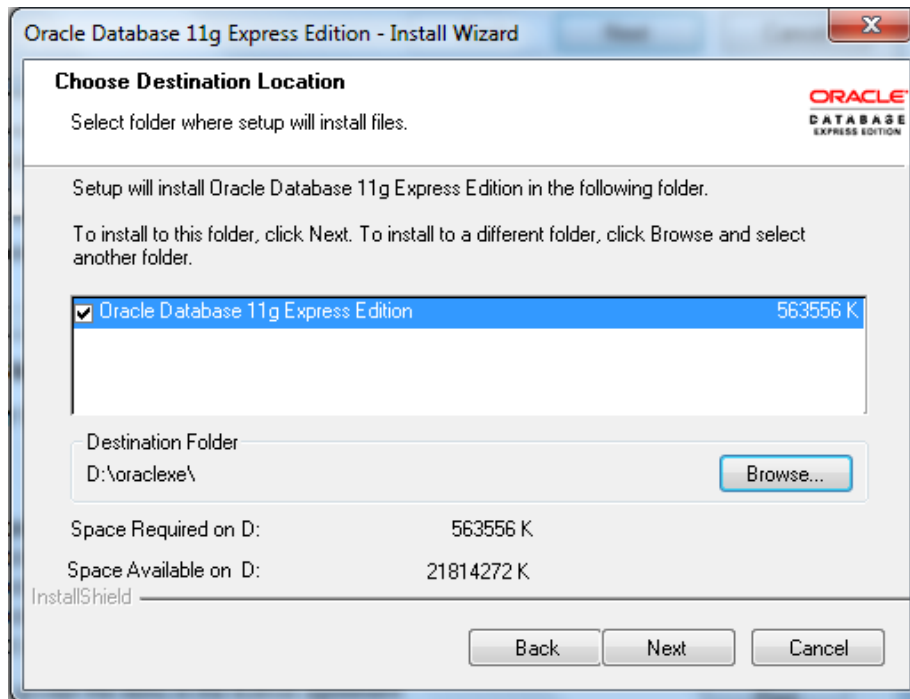 Oracle Database 11g Express Edition - Install Wizard
Choose Destination Location
Select folder where setup will install files.
ORACLE
DATABASE
EXPRESS EDITION
Setup will install Oracle Database 11g Express Edition in the following folder.
To install to this folder, click Next. To install to a different folder, click Browse and select
another folder.
Oracle Database 11g Express Edition 563556 K
Destination Folder
D:\oraclexe\
Browse...
Space Required on D: 563556 K
Space Available on D: 21814272 K
InstallShield
Back Next Cancel